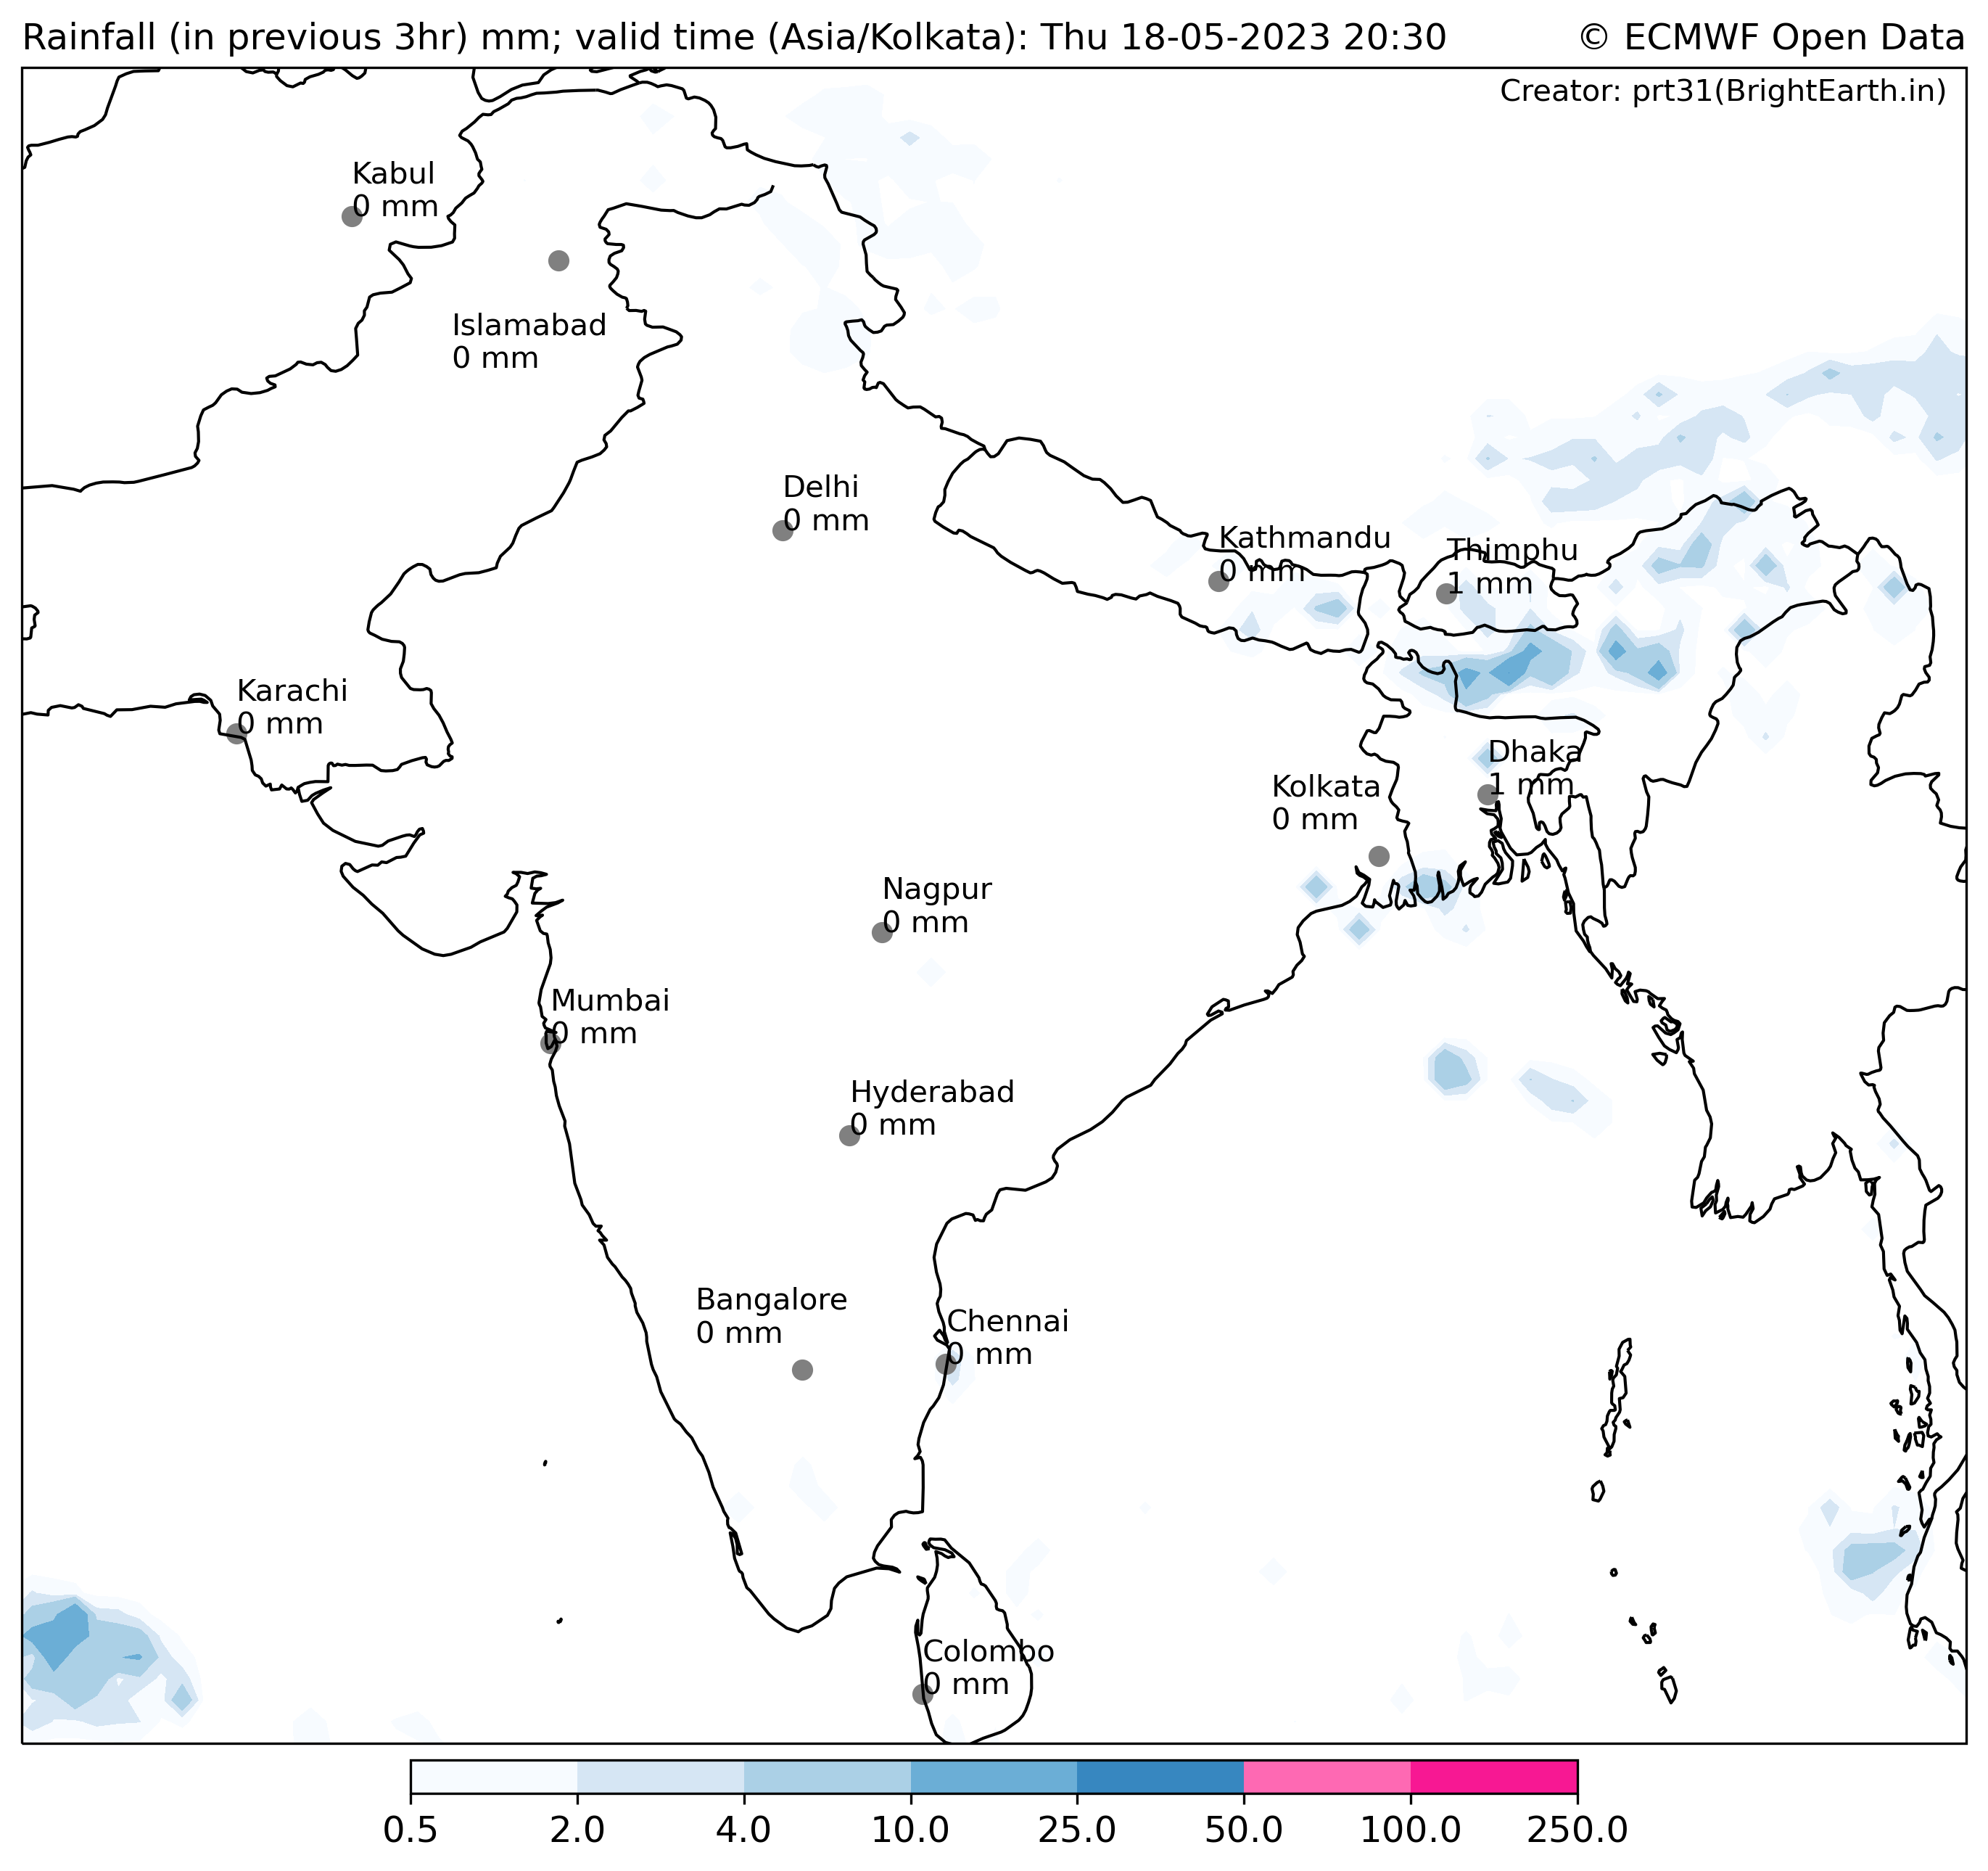 Rainfall (in previous 3hr) mm; valid time (Asia/Kolkata): Thu 18-05-2023 20:30
© ECMWF Open Data
Creator: prt31(BrightEarth.in)
Kabul
0 mm
Islamabad
0 mm
Delhi
0 mm
Kathmandu
0 mm
Thimphu
1 mm
Karachi
0 mm
Dhaka
1 mm
Kolkata
0 mm
Nagpur
0 mm
Mumbai
0 mm
Hyderabad
0 mm
Bangalore
0 mm
Chennai
0 mm
Colombo
0 mm
0.5 2.0 4.0 10.0 25.0 50.0 100.0 250.0